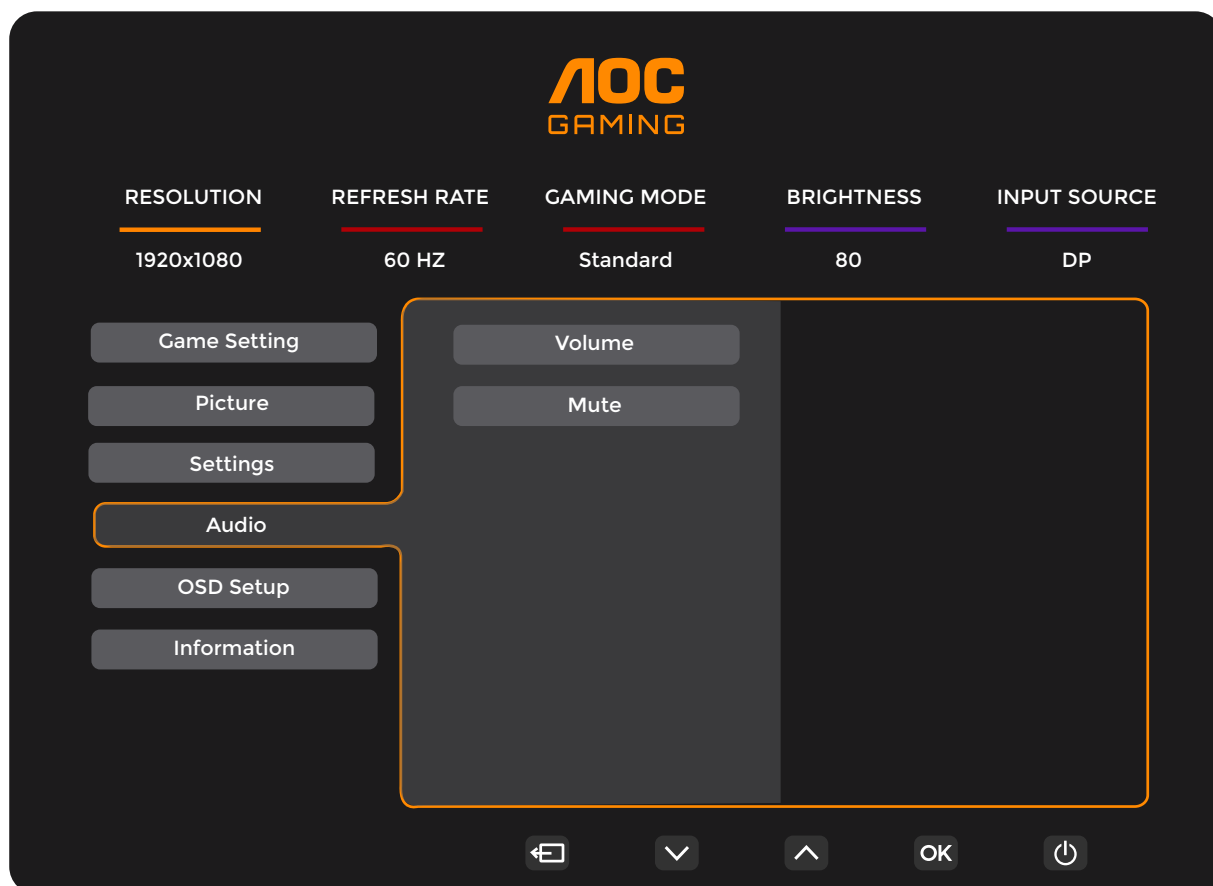 AOC
GAMING
RESOLUTION REFRESH RATE GAMING MODE BRIGHTNESS INPUT SOURCE
1920x1080 60 HZ Standard 80 DP
Game Setting
Picture
Settings
Audio
OSD Setup
Information
Volume
Mute
OK